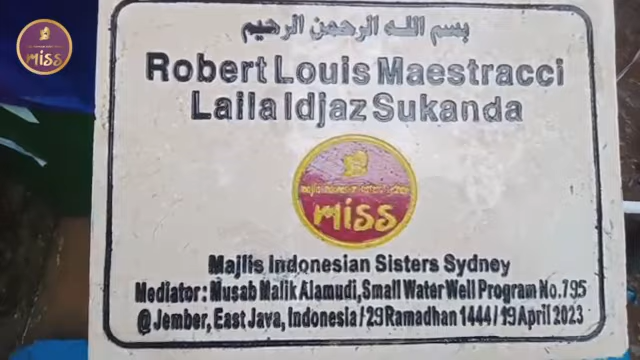 miss
بسم الله الرحمن الرحيم
Robert Louis Maestracci
Laila Idjaz Sukanda
miss
Majlis Indonesian Sisters Sydney
Mediator : Musab Malik Alamudi, Small Water Well Program No.795
@ Jember, East Java, Indonesia / 29 Ramadhan 1444 / 19 April 2023